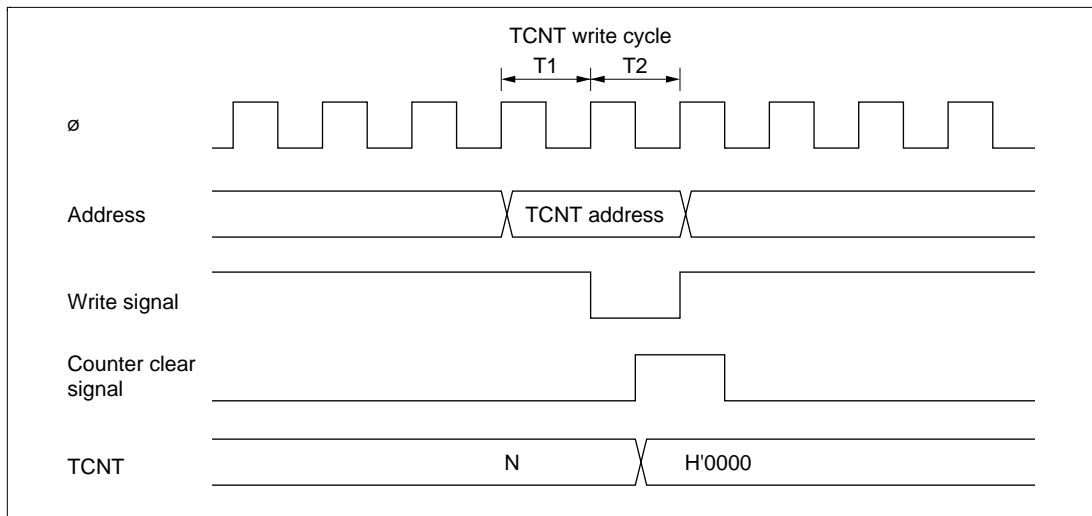 TCNT write cycle
T1 T2
ø
Address
TCNT address
Write signal
Counter clear
signal
TCNT
N
H'0000